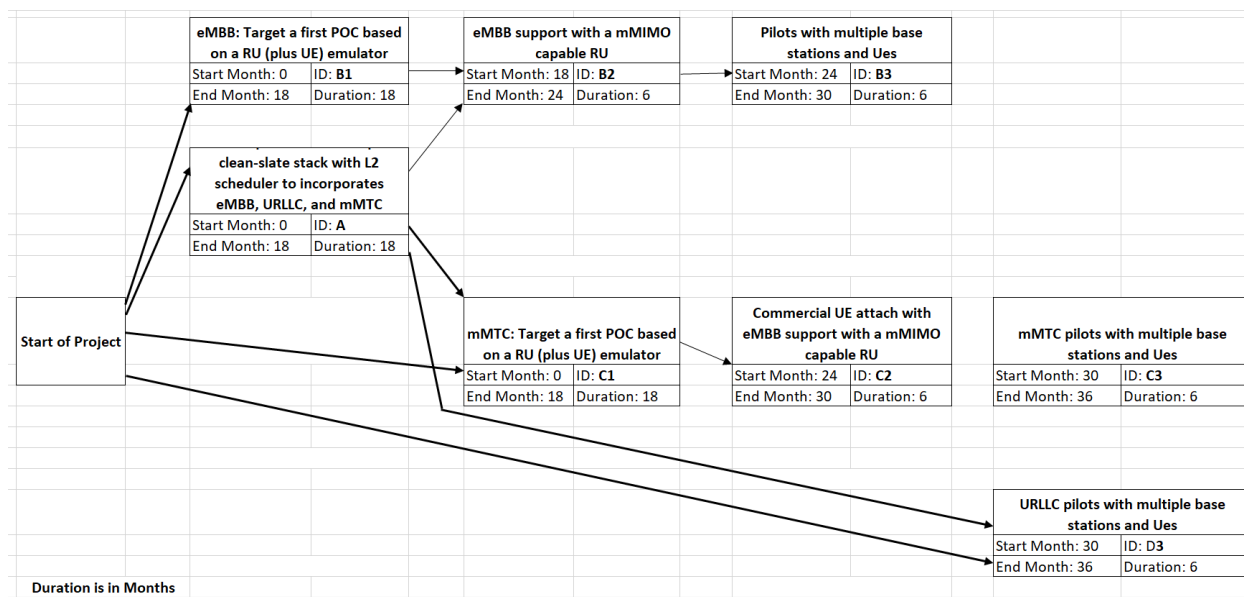 eMBB: Target a first POC based
on a RU (plus UE) emulator
Start Month: 0 ID: B1
End Month: 18 Duration: 18
eMBB support with a mMIMO
capable RU
Start Month: 18 ID: B2
End Month: 24 Duration: 6
Pilots with multiple base
stations and Ues
Start Month: 24 ID: B3
End Month: 30 Duration: 6
clean-slate stack with L2
scheduler to incorporates
eMBB, URLLC, and mMTC
Start Month: 0 ID: A
End Month: 18 Duration: 18
Start of Project
mMTC: Target a first POC based
on a RU (plus UE) emulator
Start Month: 0 ID: C1
End Month: 18 Duration: 18
Commercial UE attach with
eMBB support with a mMIMO
capable RU
Start Month: 24 ID: C2
End Month: 30 Duration: 6
mMTC pilots with multiple base
stations and Ues
Start Month: 30 ID: C3
End Month: 36 Duration: 6
URLLC pilots with multiple base
stations and Ues
Start Month: 30 ID: D3
End Month: 36 Duration: 6
Duration is in Months